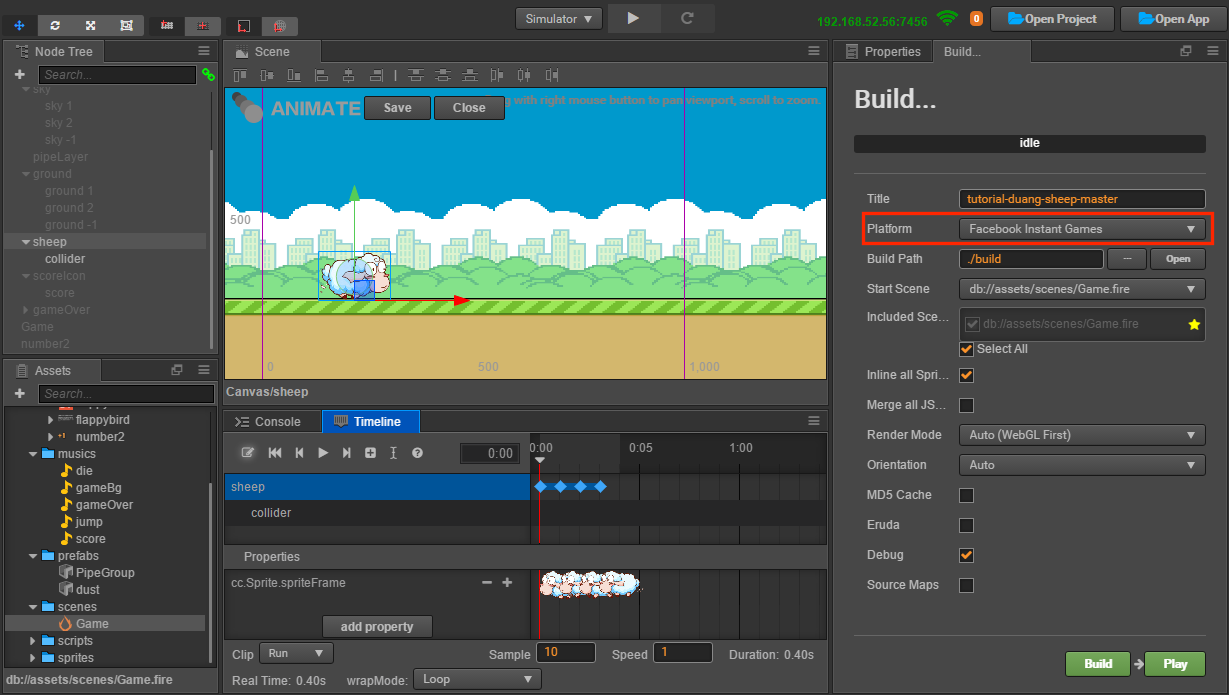 Simulator
192.168.52.56:7456
0
Open Project
Open App
Node Tree
Search...
sky
sky 1
sky 2
sky -1
pipeLayer
ground
ground 1
ground 2
ground -1
sheep
collider
scoreIcon
score
gameOver
Game
number2
Assets
Search...
flappybird
number2
musics
die
gameBg
gameOver
jump
score
prefabs
PipeGroup
dust
scenes
Game
scripts
sprites
db://assets/scenes/Game.fire
Scene
ANIMATE
Save
Close
with right mouse button to pan viewport, scroll to zoom.
500
0
500
1,000
Canvas/sheep
Console
Timeline
0:00
0:00
0:05
1:00
sheep
collider
Properties
cc.Sprite.spriteFrame
add property
Clip
Run
Sample
10
Speed
1
Duration: 0.40s
Real Time: 0.40s
wrapMode:
Loop
Properties
Build...
Build...
idle
Title
tutorial-duang-sheep-master
Platform
Facebook Instant Games
Build Path
./build
...
Open
Start Scene
db://assets/scenes/Game.fire
Included Sce...
db://assets/scenes/Game.fire
Select All
Inline all Spri...
Merge all JS...
Render Mode
Auto (WebGL First)
Orientation
Auto
MD5 Cache
Eruda
Debug
Source Maps
Build
Play